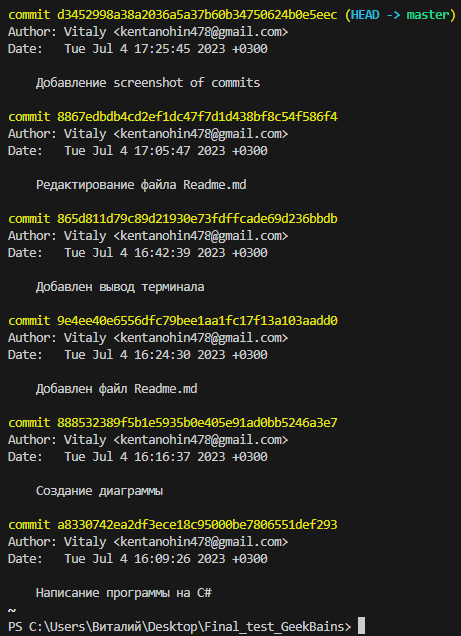 commit d3452998a38a2036a5a37b60b34750624b0e5eec (HEAD -> master)
Author: Vitaly <kentanohin478@gmail.com>
Date:   Tue Jul 4 17:25:45 2023 +0300
Добавление screenshot of commits
commit 8867edbdb4cd2ef1dc47f7d1d438bf8c54f586f4
Author: Vitaly <kentanohin478@gmail.com>
Date:   Tue Jul 4 17:05:47 2023 +0300
Редактирование файла Readme.md
commit 865d811d79c89d21930e73fdffcade69d236bbdb
Author: Vitaly <kentanohin478@gmail.com>
Date:   Tue Jul 4 16:42:39 2023 +0300
Добавлен вывод терминала
commit 9e4ee40e6556dfc79bee1aa1fc17f13a103aadd0
Author: Vitaly <kentanohin478@gmail.com>
Date:   Tue Jul 4 16:24:30 2023 +0300
Добавлен файл Readme.md
commit 888532389f5b1e5935b0e405e91ad0bb5246a3e7
Author: Vitaly <kentanohin478@gmail.com>
Date:   Tue Jul 4 16:16:37 2023 +0300
Создание диаграммы
commit a8330742ea2df3ece18c95000be7806551def293
Author: Vitaly <kentanohin478@gmail.com>
Date:   Tue Jul 4 16:09:26 2023 +0300
Написание программы на C#
~
PS C:\Users\Виталий\Desktop\Final_test_GeekBains>